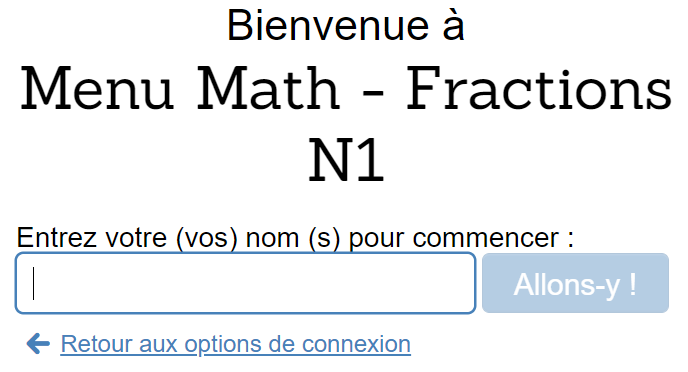 Bienvenue à
Menu Math - Fractions
N1
Entrez votre (vos) nom (s) pour commencer :
Allons-y !
Retour aux options de connexion